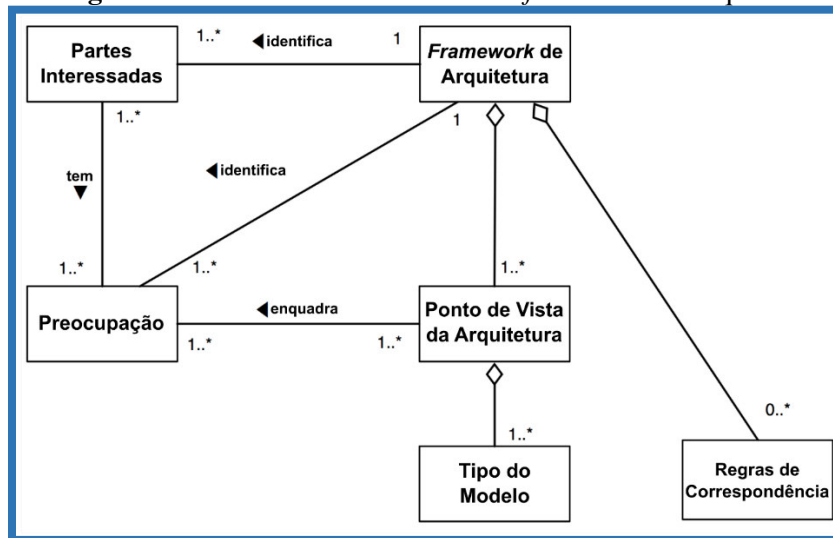 Partes
Interessadas
1..*
◀identifica
1
Framework de
Arquitetura
1..*
1
tem
▼
◀identifica
1..*
1..*
1..*
Preocupação
◀enquadra
1..*
1..*
Ponto de Vista
da Arquitetura
1..*
0..*
Tipo do
Modelo
Regras de
Correspondência